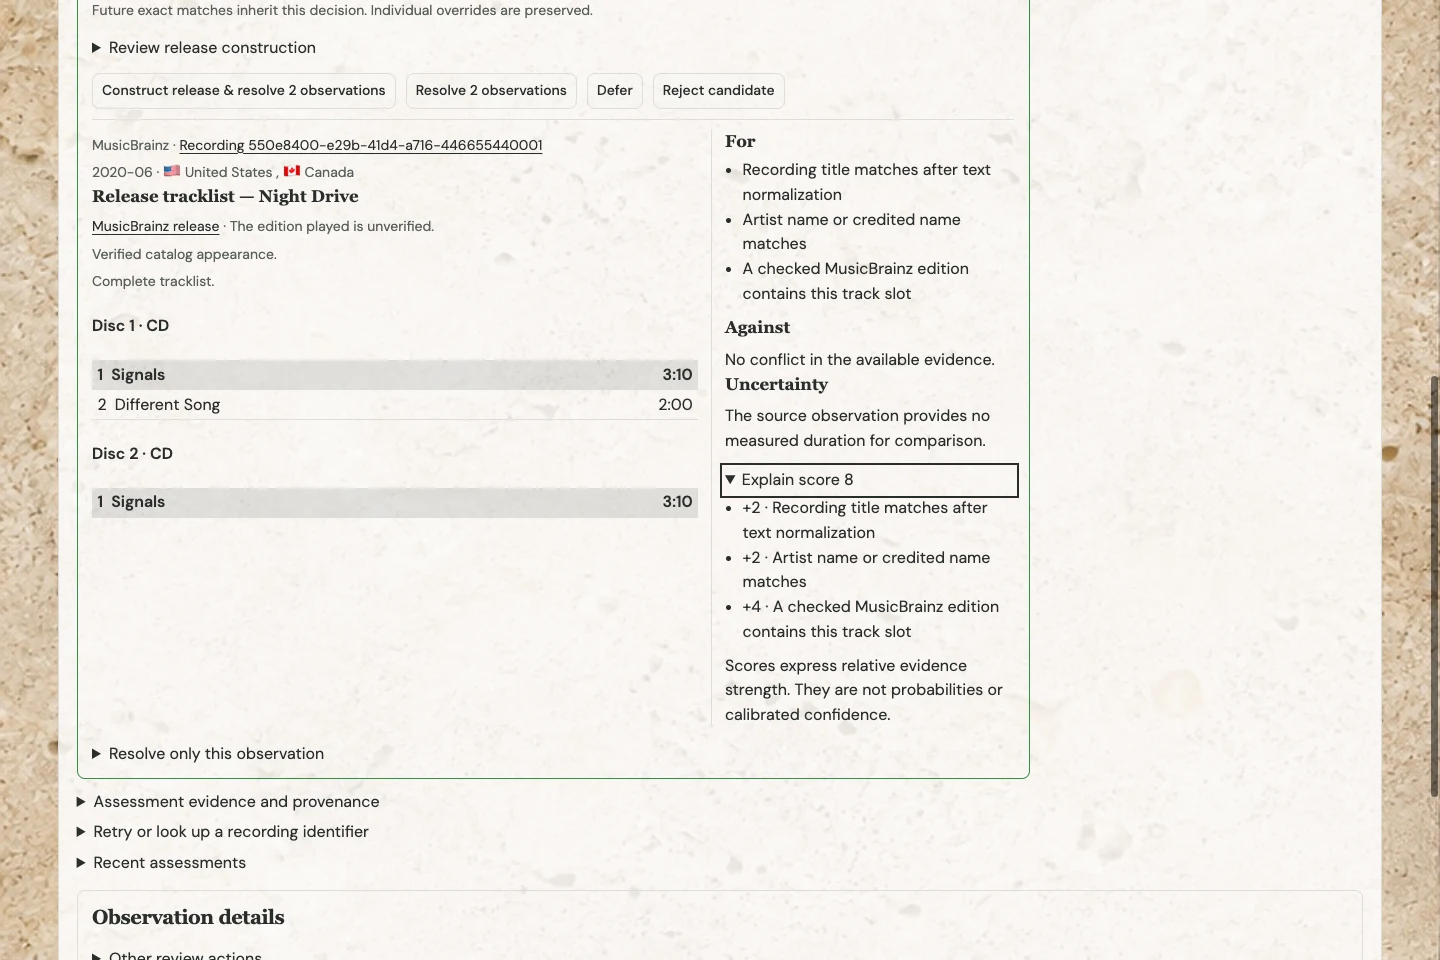 Future exact matches inherit this decision. Individual overrides are preserved.
Review release construction
Construct release & resolve 2 observations
Resolve 2 observations
Defer
Reject candidate
MusicBrainz · Recording 550e8400-e29b-41d4-a716-446655440001
2020-06 · 🇺🇸 United States , 🇨🇦 Canada
Release tracklist — Night Drive
MusicBrainz release · The edition played is unverified.
Verified catalog appearance.
Complete tracklist.
Disc 1 · CD
1 Signals 3:10
2 Different Song 2:00
Disc 2 · CD
1 Signals 3:10
For
Recording title matches after text
normalization
Artist name or credited name
matches
A checked MusicBrainz edition
contains this track slot
Against
No conflict in the available evidence.
Uncertainty
The source observation provides no
measured duration for comparison.
Explain score 8
+2 · Recording title matches after
text normalization
+2 · Artist name or credited name
matches
+4 · A checked MusicBrainz edition
contains this track slot
Scores express relative evidence
strength. They are not probabilities or
calibrated confidence.
Resolve only this observation
Assessment evidence and provenance
Retry or look up a recording identifier
Recent assessments
Observation details
Other review actions